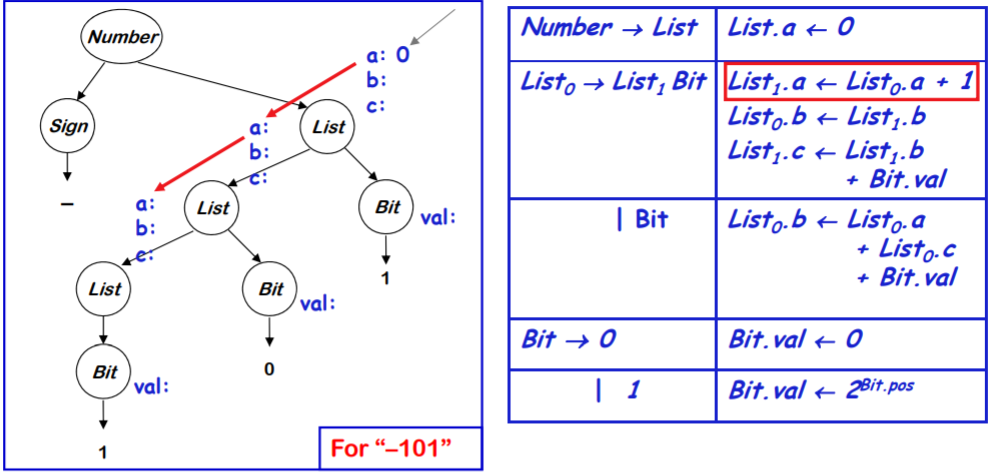 Number
a: 0
b:
c:
Sign
List
a:
b:
c:
–
List
Bit
val:
a:
b:
c:
1
List
Bit
val:
0
Bit
val:
1
For “–101”
Number → List
List.a ← 0
List₀ → List₁ Bit
List₁.a ← List₀.a + 1
List₀.b ← List₁.b
List₁.c ← List₁.b
+ Bit.val
| Bit
List₀.b ← List₀.a
+ List₀.c
+ Bit.val
Bit → 0
Bit.val ← 0
| 1
Bit.val ← 2^Bit.pos